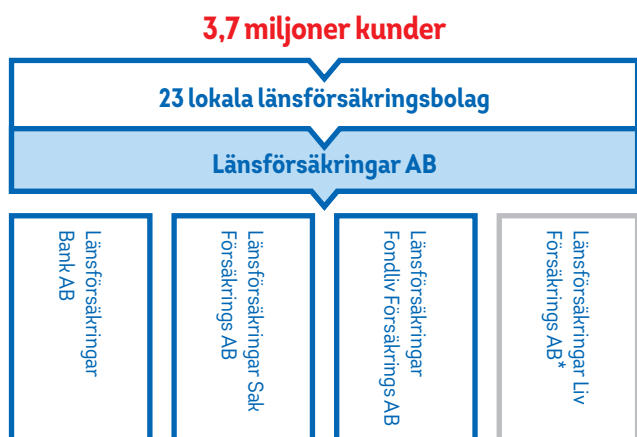 3,7 miljoner kunder
23 lokala länsförsäkringsbolag
Länsförsäkringar AB
Länsförsäkringar
Bank AB
Länsförsäkringar Sak
Försäkrings AB
Länsförsäkringar
Fondliv Försäkrings AB
Länsförsäkringar Liv
Försäkrings AB*